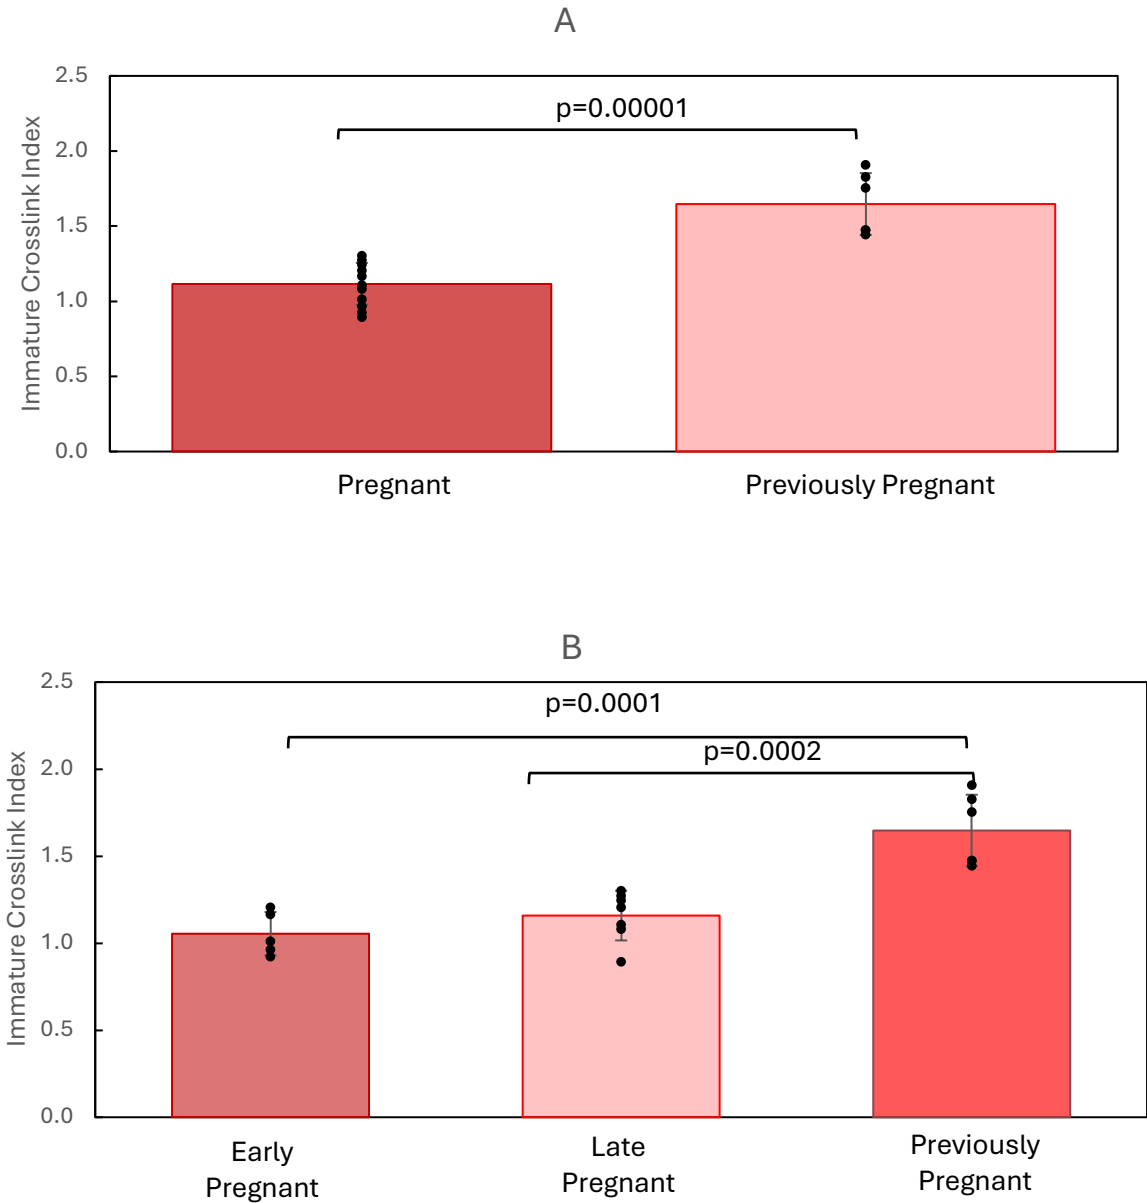 A
2.5
p=0.00001
2.0
1.5
1.0
0.5
0.0
Immature Crosslink Index
Pregnant
Previously Pregnant
B
2.5
p=0.0001
p=0.0002
2.0
1.5
1.0
0.5
0.0
Immature Crosslink Index
Early
Pregnant
Late
Pregnant
Previously
Pregnant